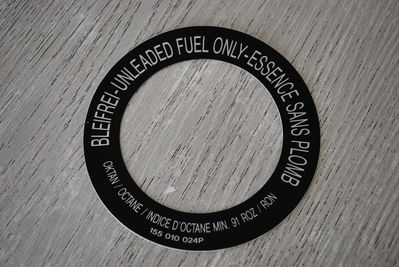 BLEIFREI-UNLEADED FUEL ONLY-ESSENCE SANS PLOMB
OKTAN / OCTANE / INDICE D'OCTANE MIN. 91 ROZ / RON
155 010 024P